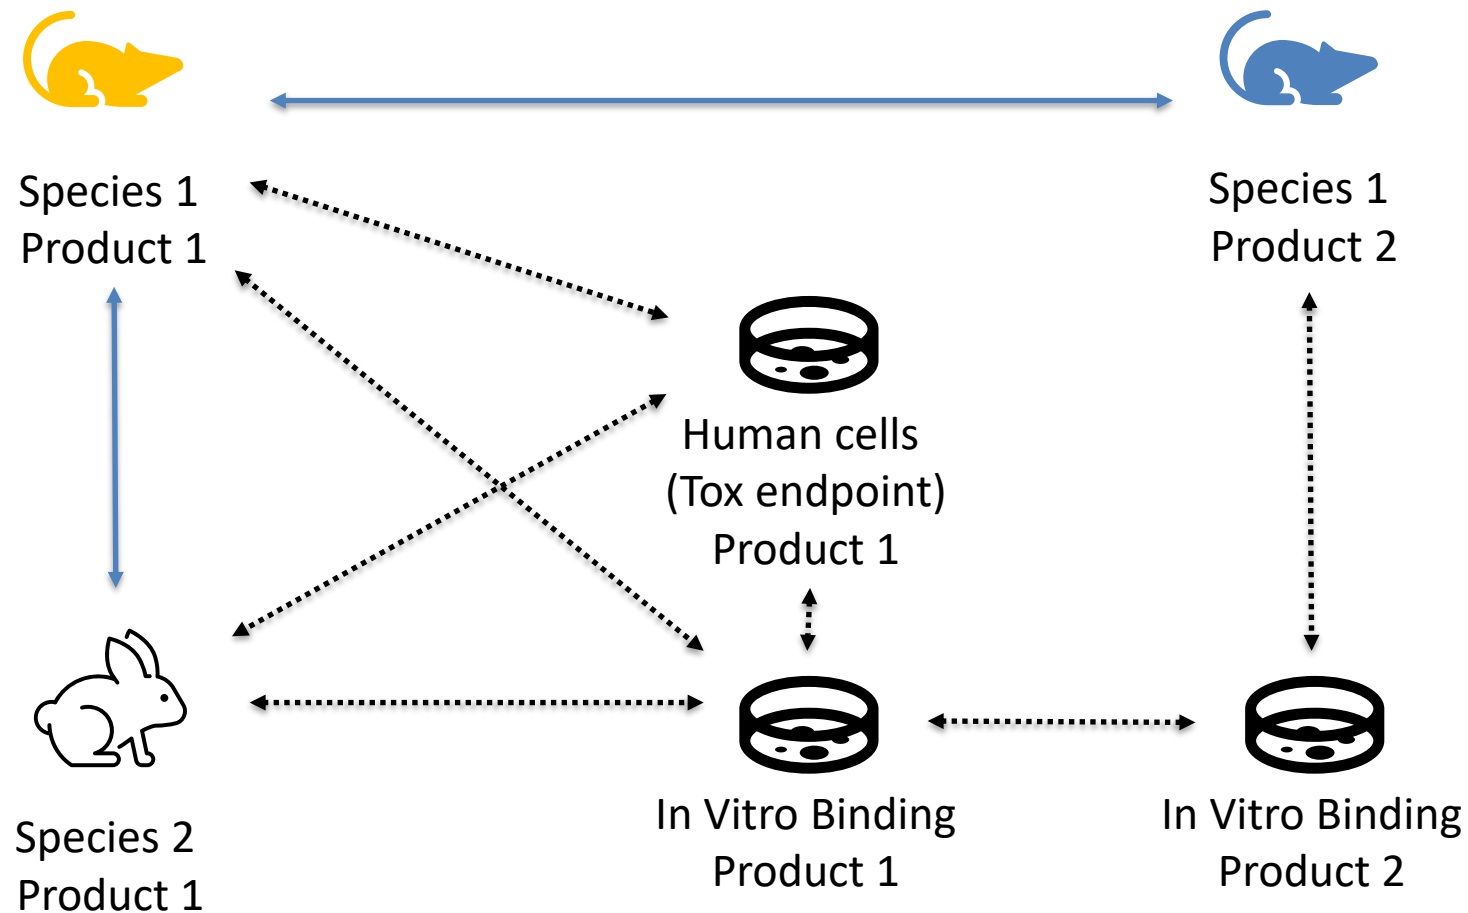 Species 1
Product 1
Species 1
Product 2
Human cells
(Tox endpoint)
Product 1
Species 2
Product 1
In Vitro Binding
Product 1
In Vitro Binding
Product 2